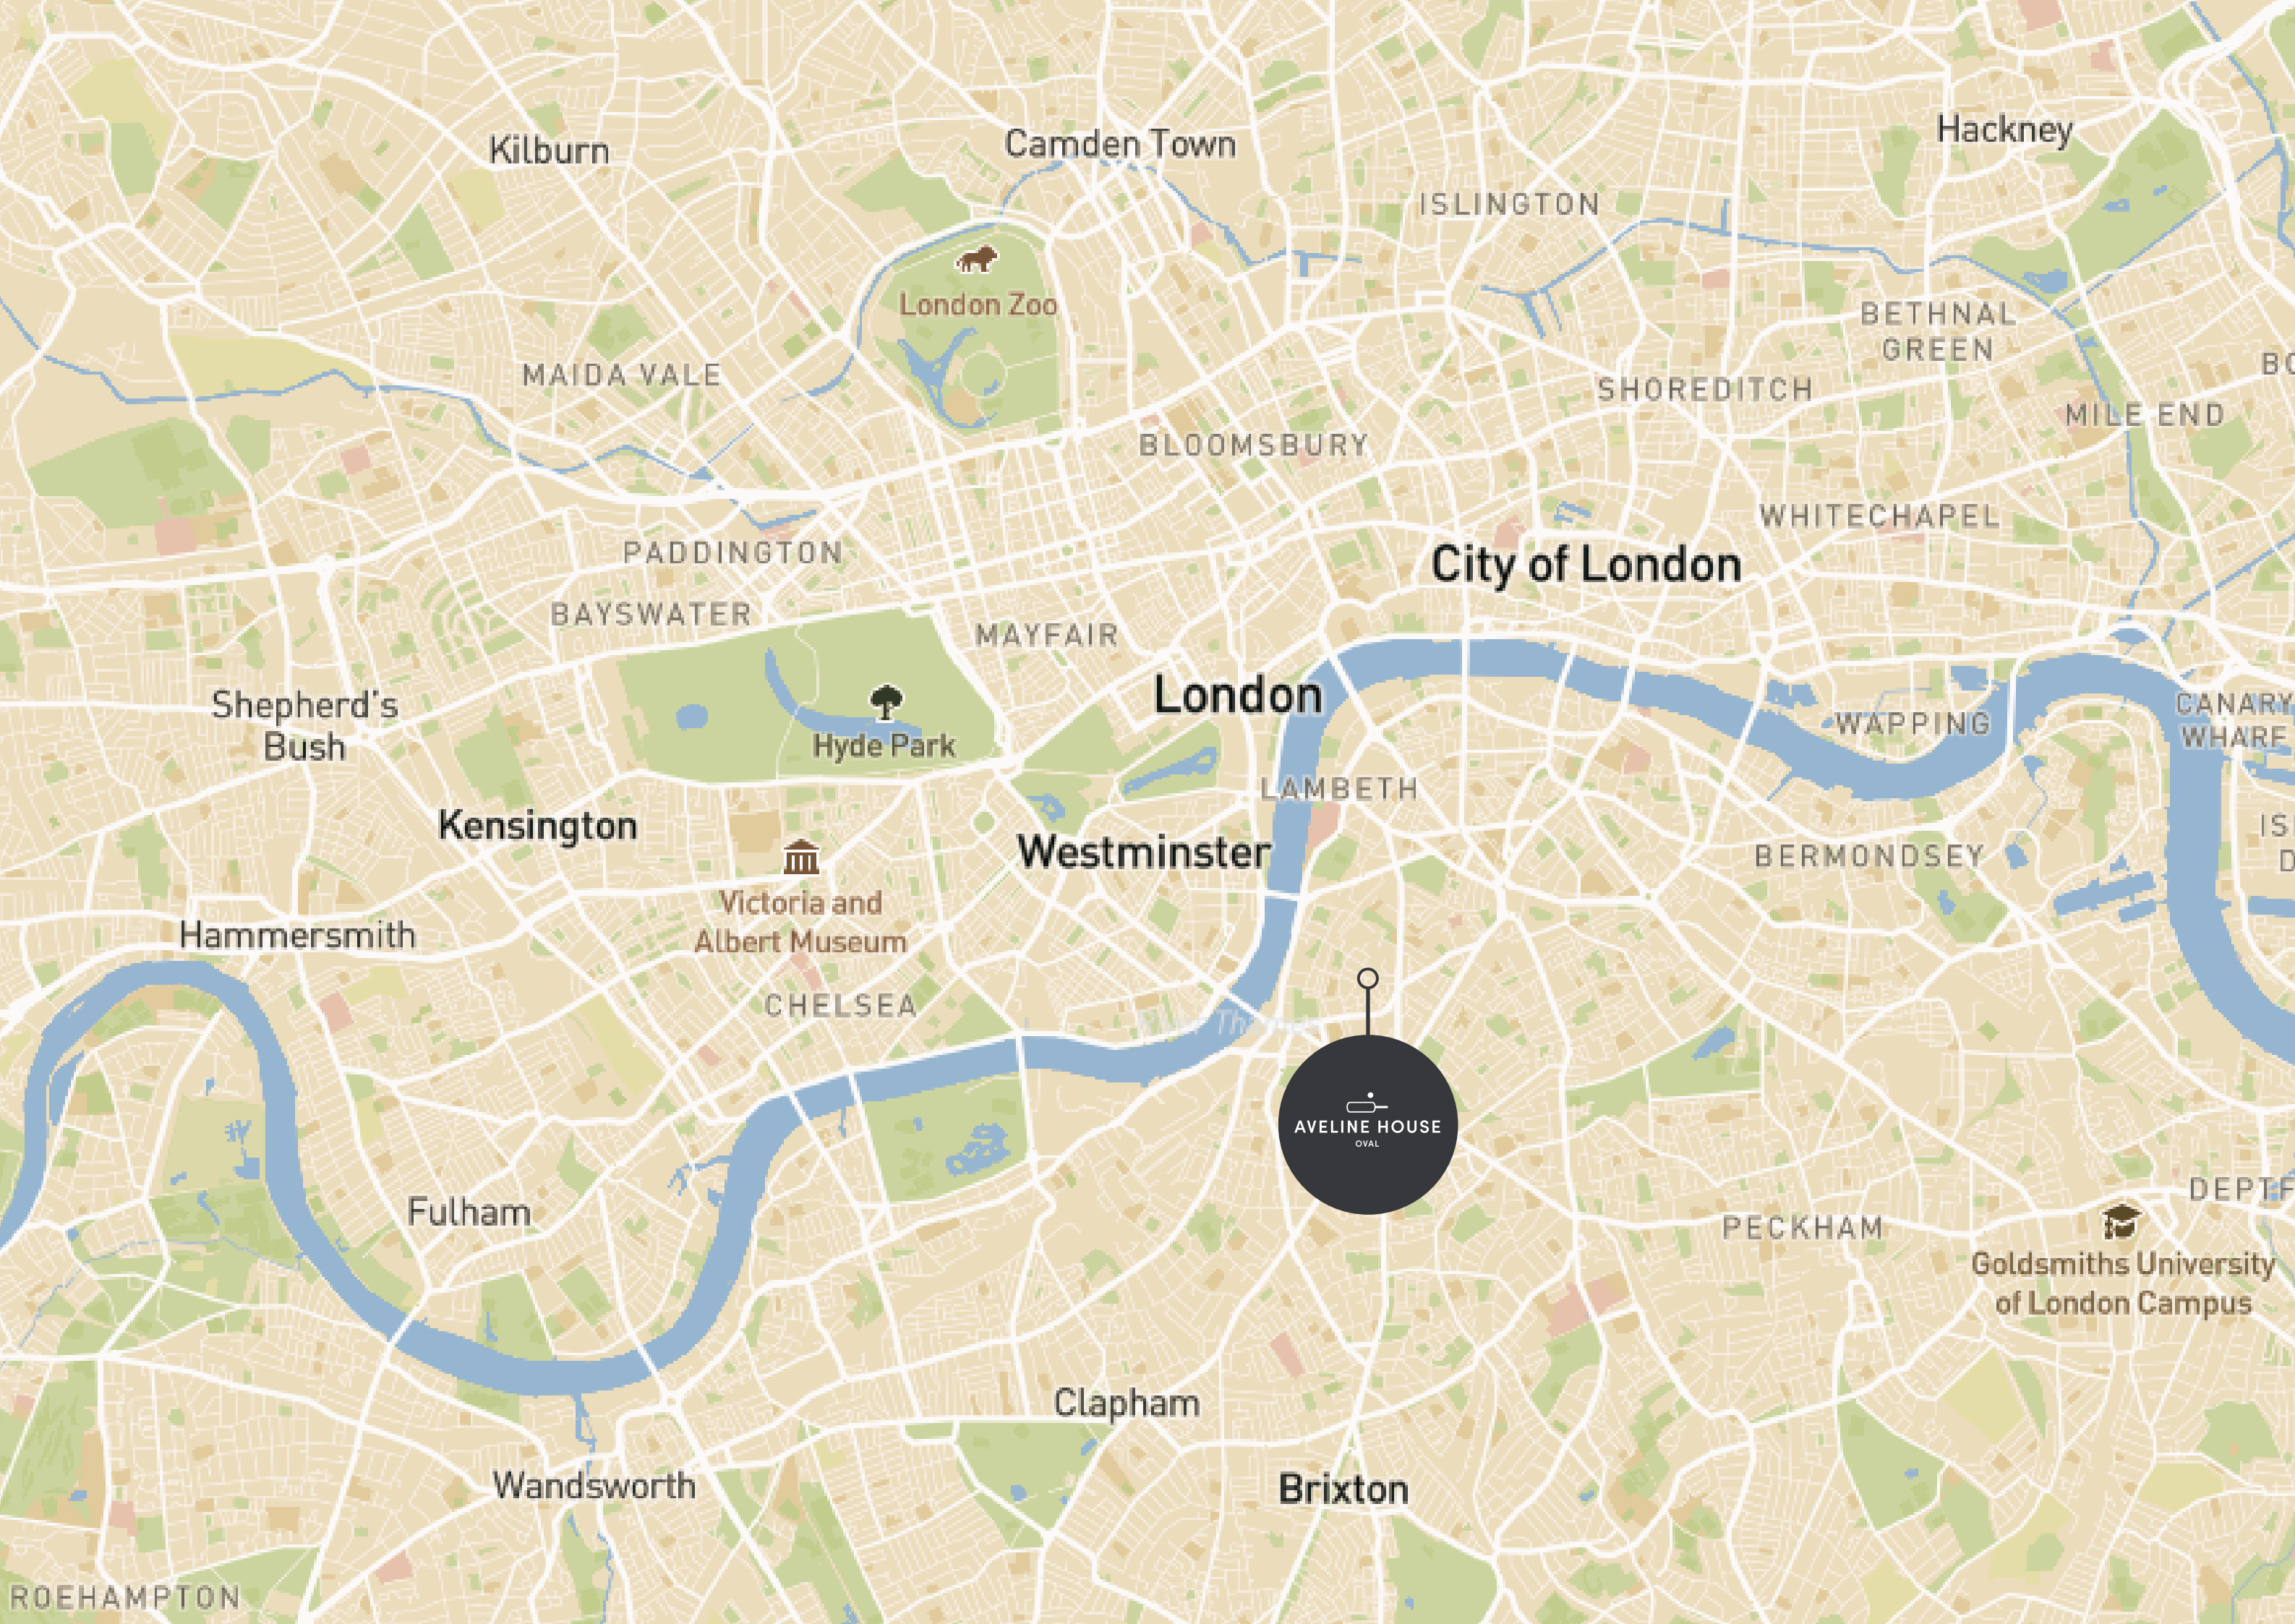 Kilburn
Camden Town
Hackney
ISLINGTON
London Zoo
BETHNAL
GREEN
MAIDA VALE
SHOREDITCH
MILE END
BLOOMSBURY
WHITECHAPEL
PADDINGTON
City of London
BAYSWATER
MAYFAIR
London
Shepherd's
Bush
Hyde Park
CANARY
WHARF
WAPPING
LAMBETH
Kensington
Westminster
BERMONDSEY
Victoria and
Albert Museum
Hammersmith
CHELSEA
AVELINE HOUSE
OVAL
Fulham
PECKHAM
DEPTF
Goldsmiths University
of London Campus
Clapham
Wandsworth
Brixton
ROEHAMPTON